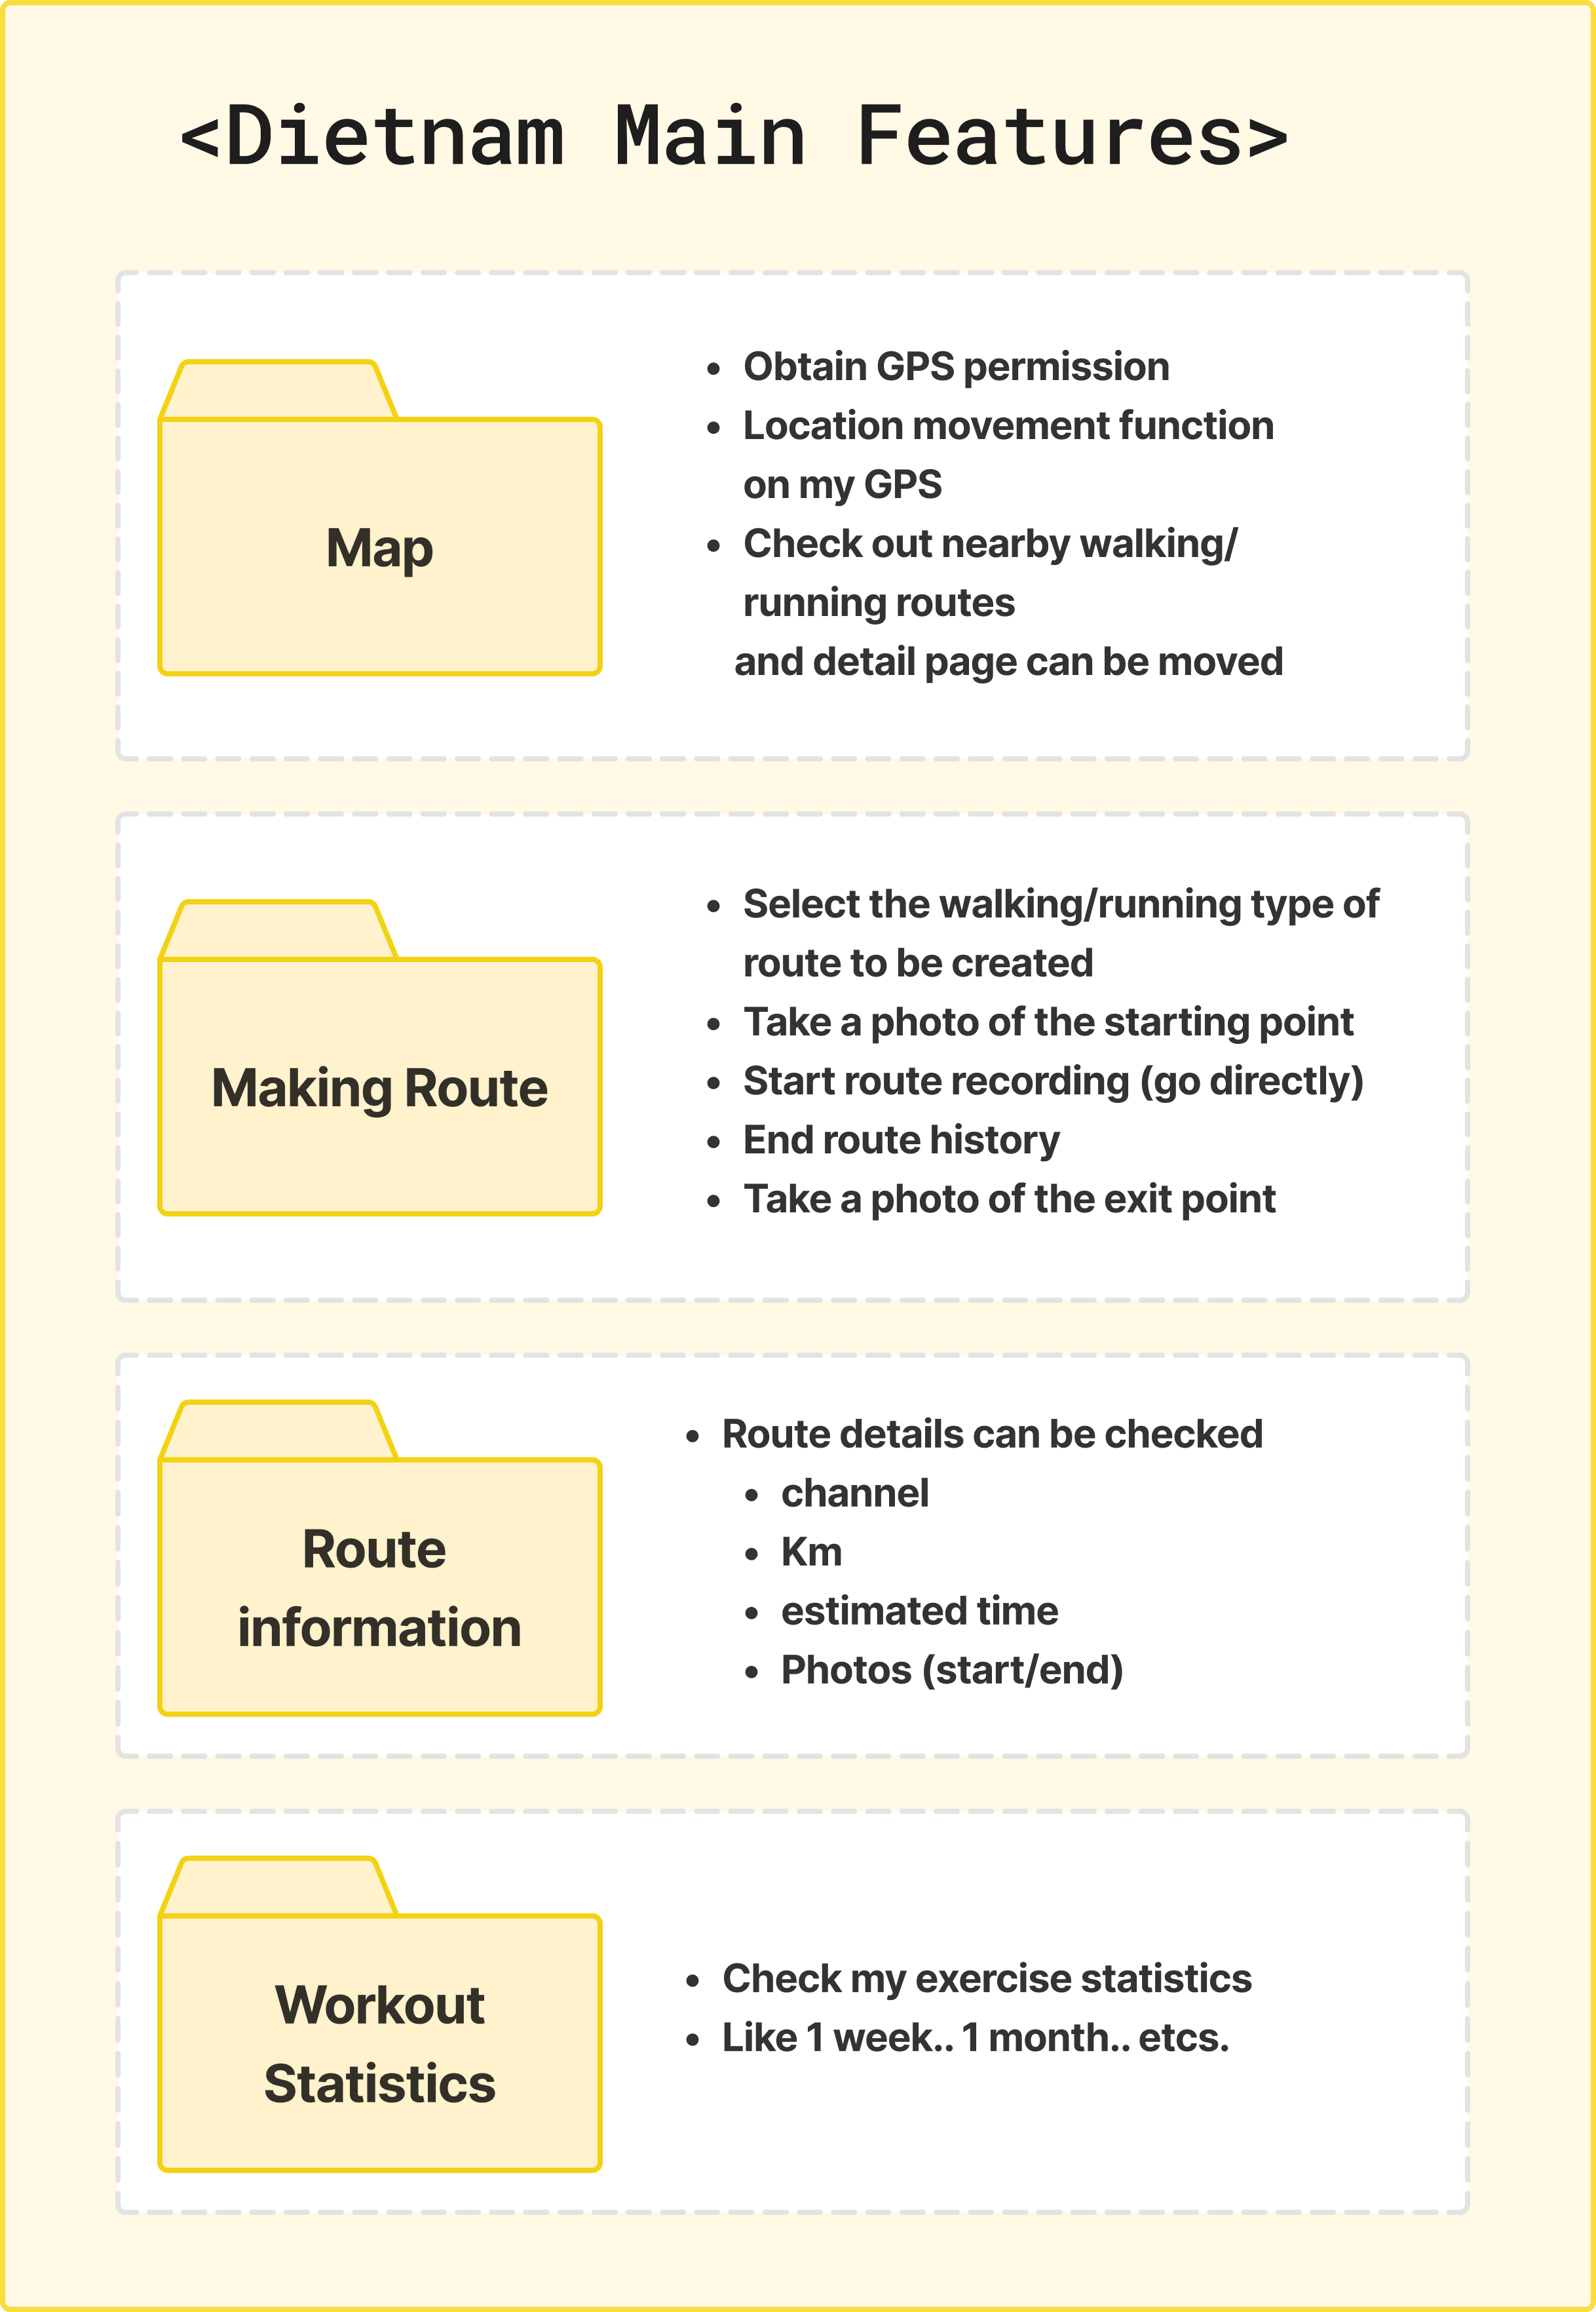 <Dietnam Main Features>
Map
• Obtain GPS permission
• Location movement function
on my GPS
• Check out nearby walking/
running routes
and detail page can be moved
Making Route
• Select the walking/running type of
route to be created
• Take a photo of the starting point
• Start route recording (go directly)
• End route history
• Take a photo of the exit point
Route
information
• Route details can be checked
• channel
• Km
• estimated time
• Photos (start/end)
Workout
Statistics
• Check my exercise statistics
• Like 1 week.. 1 month.. etcs.